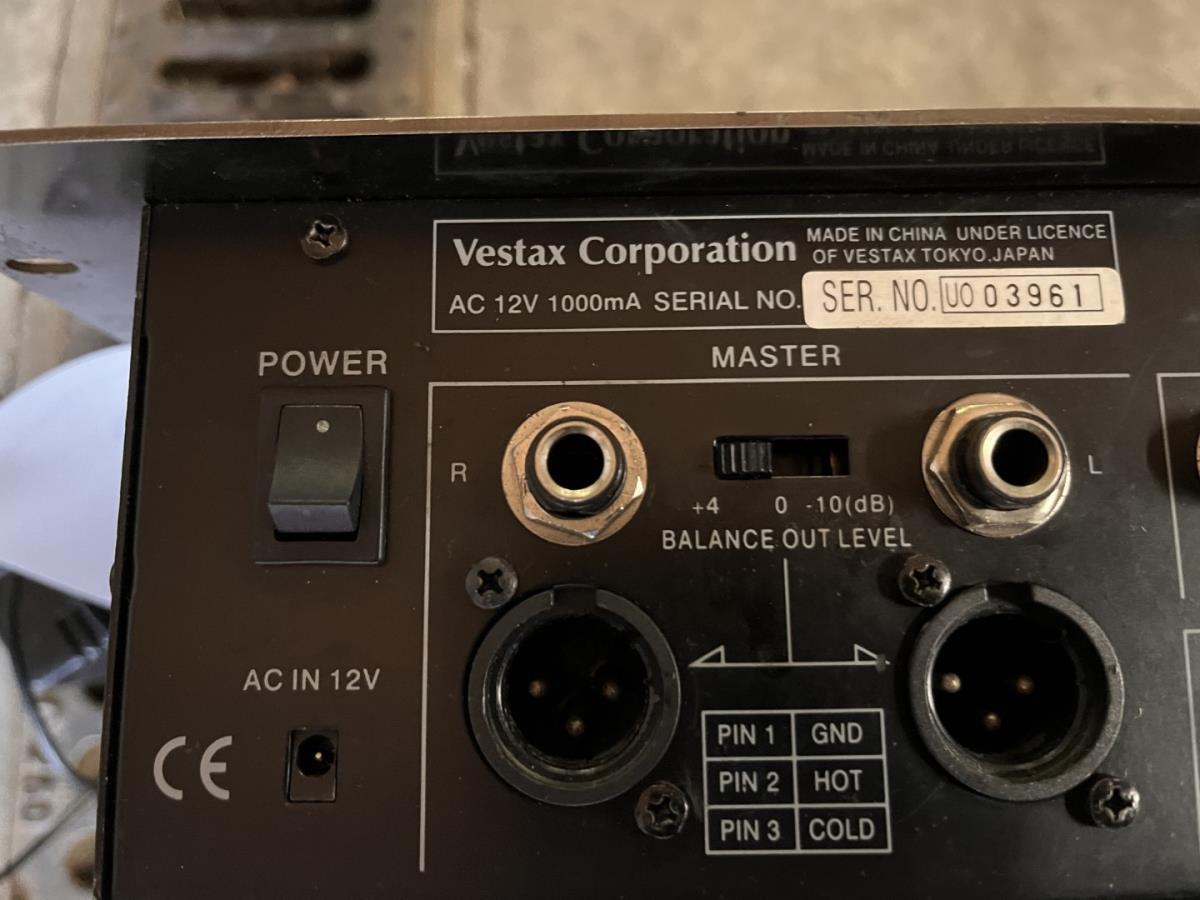 Vestax Corporation
MADE IN CHINA UNDER LICENCE
OF VESTAX TOKYO.JAPAN
AC 12V 1000mA SERIAL NO.
SER. NO. UO 03961
POWER
MASTER
R
L
+4 0 -10(dB)
BALANCE OUT LEVEL
AC IN 12V
CE
PIN 1 GND
PIN 2 HOT
PIN 3 COLD